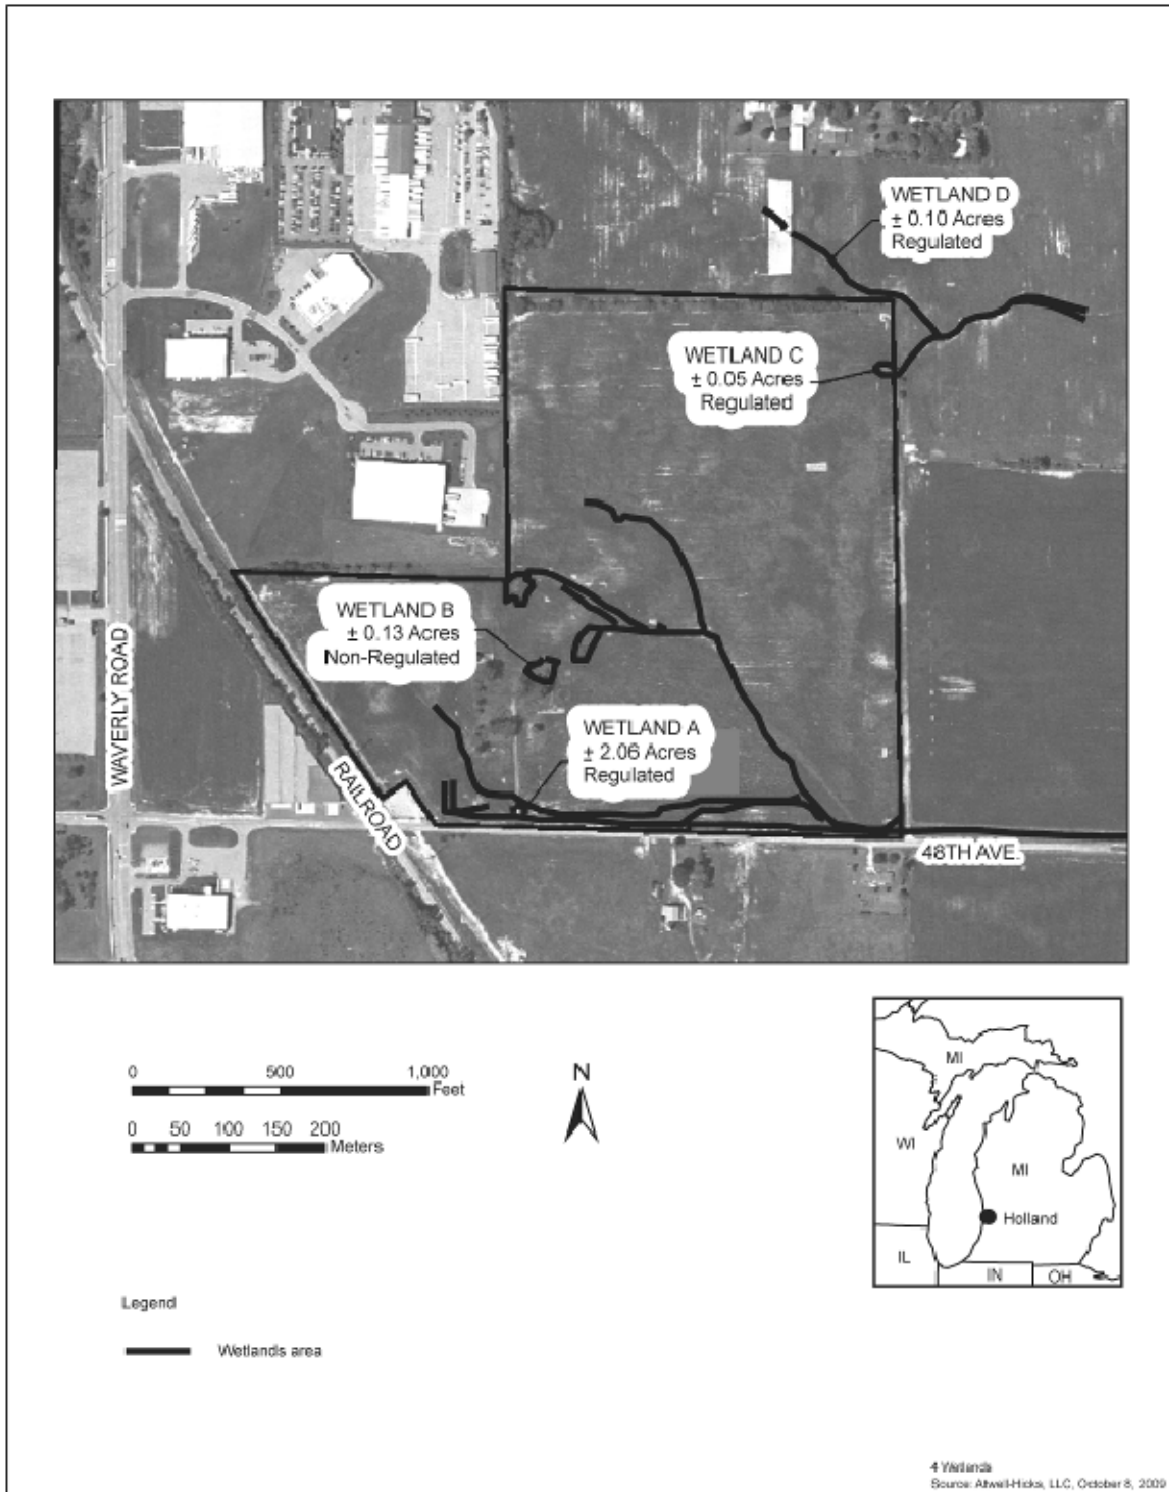 WETLAND D
± 0.10 Acres
Regulated
WETLAND C
± 0.05 Acres
Regulated
WETLAND B
± 0.13 Acres
Non-Regulated
WETLAND A
± 2.06 Acres
Regulated
WAVERLY ROAD
RAILROAD
48TH AVE.
0 500 1,000
Feet
0 50 100 150 200
Meters
N
MI
WI
MI
Holland
IL
IN
OH
Legend
Wetlands area
4 Wetlands
Source: Atwell-Hicks, LLC, October 8, 2009